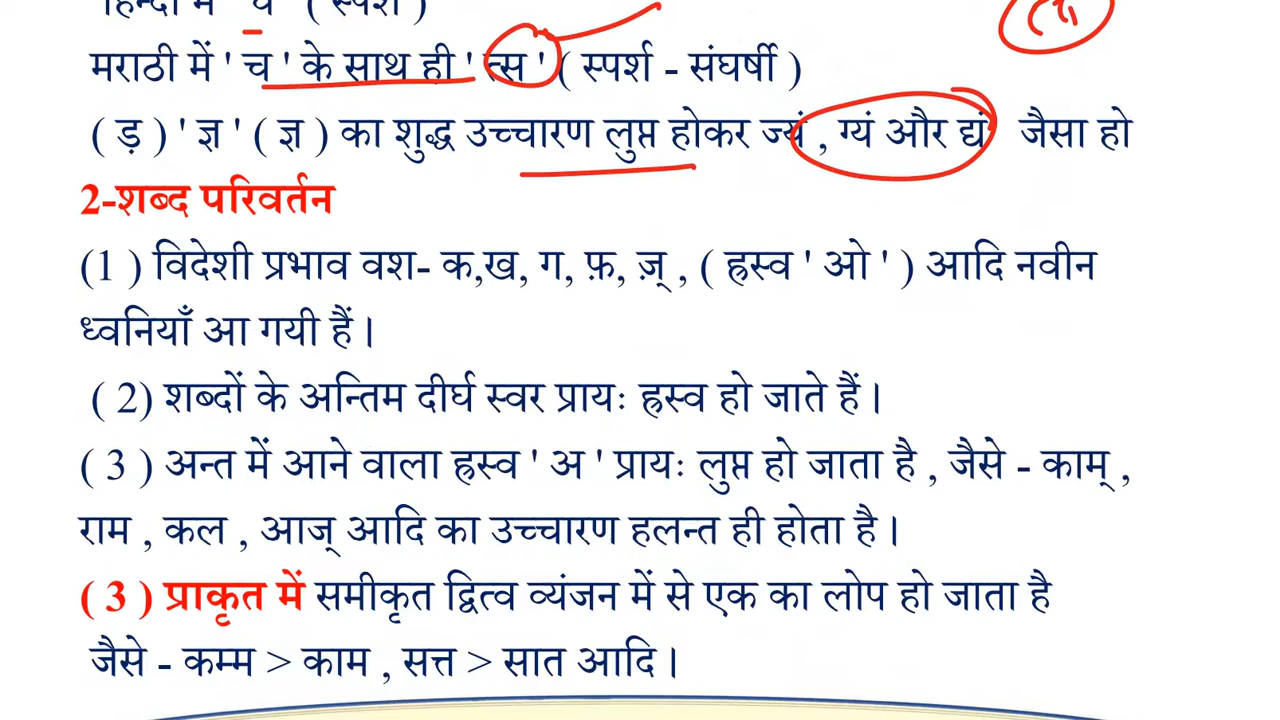 हिन्दी में ' च ' ( स्पर्श )
मराठी में ' च ' के साथ ही ' त्स ' ( स्पर्श - संघर्षी )
( ड़ ) ' ज्ञ ' ( ज्ञ ) का शुद्ध उच्चारण लुप्त होकर ज्यं , ग्यं और द्यं जैसा हो
2-शब्द परिवर्तन
(1 ) विदेशी प्रभाव वश- क,ख, ग, फ़, ज़् , ( ह्रस्व ' ओ ' ) आदि नवीन
ध्वनियाँ आ गयी हैं।
( 2) शब्दों के अन्तिम दीर्घ स्वर प्रायः ह्रस्व हो जाते हैं।
( 3 ) अन्त में आने वाला ह्रस्व ' अ ' प्रायः लुप्त हो जाता है , जैसे - काम् ,
राम , कल , आज् आदि का उच्चारण हलन्त ही होता है।
( 3 ) प्राकृत में समीकृत द्वित्व व्यंजन में से एक का लोप हो जाता है
जैसे - कम्म > काम , सत्त > सात आदि।